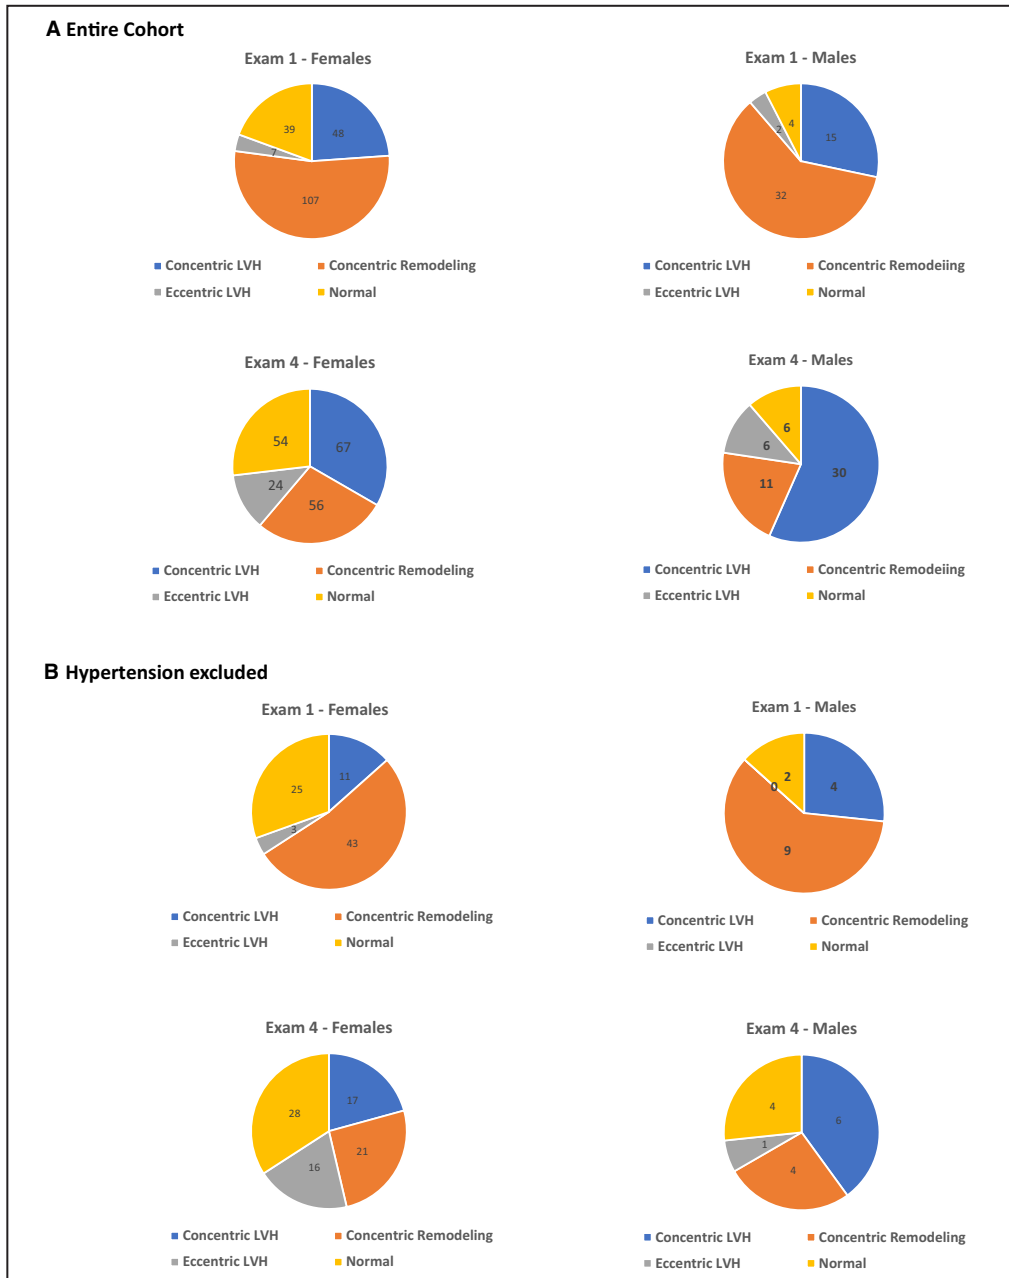 A Entire Cohort
Exam 1 - Females
39
48
7
107
Concentric LVH
Concentric Remodeling
Eccentric LVH
Normal
Exam 1 - Males
2
4
15
32
Concentric LVH
Concentric Remodeiing
Eccentric LVH
Normal
Exam 4 - Females
54
67
24
56
Concentric LVH
Concentric Remodeling
Eccentric LVH
Normal
Exam 4 - Males
6
6
30
11
Concentric LVH
Concentric Remodeiing
Eccentric LVH
Normal
B Hypertension excluded
Exam 1 - Females
11
25
3
43
Concentric LVH
Concentric Remodeling
Eccentric LVH
Normal
Exam 1 - Males
2
0
4
9
Concentric LVH
Concentric Remodeling
Eccentric LVH
Normal
Exam 4 - Females
17
28
21
16
Concentric LVH
Concentric Remodeling
Eccentric LVH
Normal
Exam 4 - Males
4
6
1
4
Concentric LVH
Concentric Remodeling
Eccentric LVH
Normal